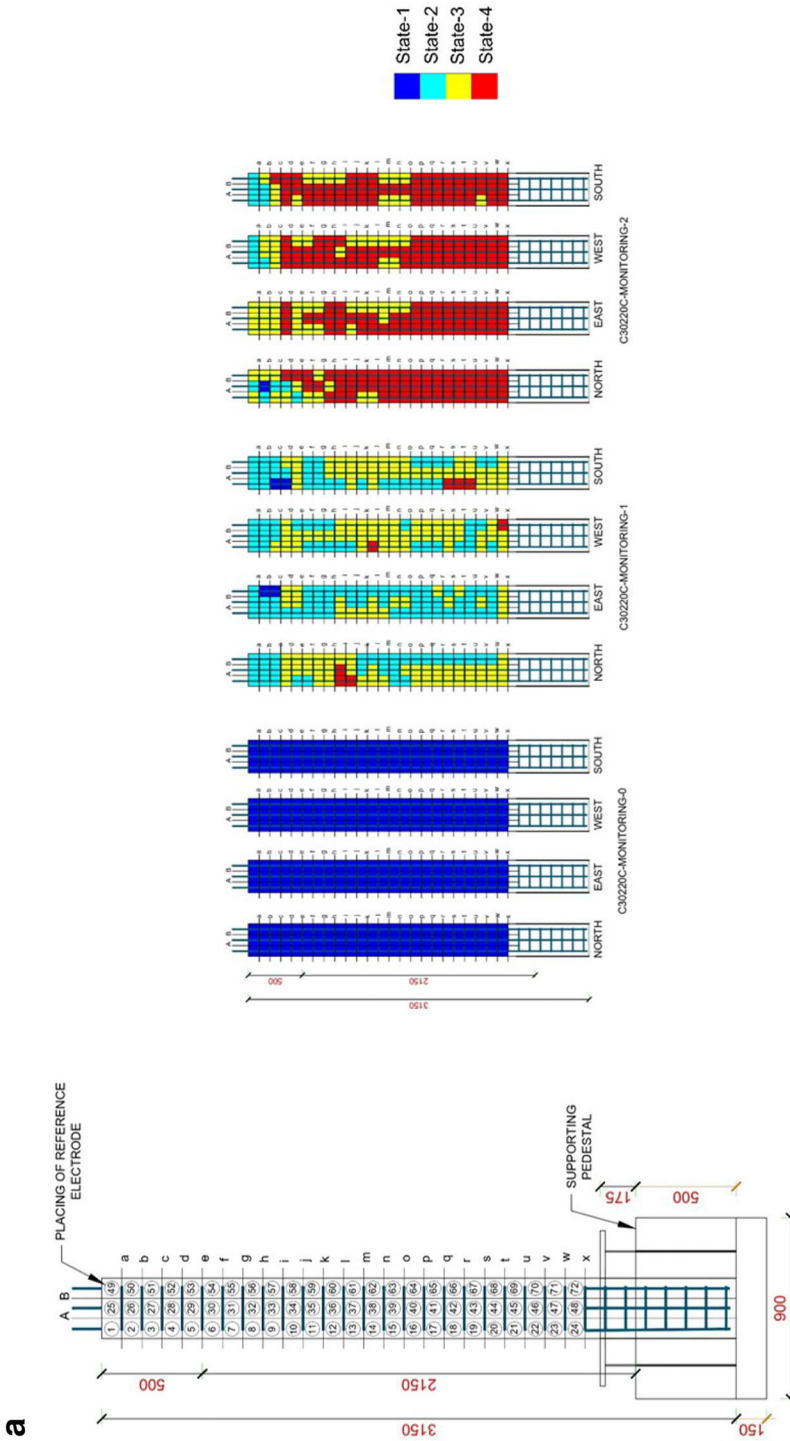 a
State-1
State-2
State-3
State-4
PLACING OF REFERENCE
ELECTRODE
A B
1 25 49
a
2 26 50
b
3 27 51
c
4 28 52
d
5 29 53
e
6 30 54
f
7 31 55
g
8 32 56
h
9 33 57
i
10 34 58
j
11 35 59
k
12 36 60
l
13 37 61
m
14 38 62
n
15 39 63
o
16 40 64
p
17 41 65
q
18 42 66
r
19 43 67
s
20 44 68
t
21 45 69
u
22 46 70
v
23 47 71
w
24 48 72
x
500
2150
3150
150
SUPPORTING
PEDESTAL
175
500
900
500
2150
3150
A B
A B
A B
A B
NORTH
EAST
WEST
SOUTH
C30220C-MONITORING-0
A B
A B
A B
A B
NORTH
EAST
WEST
SOUTH
C30220C-MONITORING-1
A B
A B
A B
A B
NORTH
EAST
WEST
SOUTH
C30220C-MONITORING-2